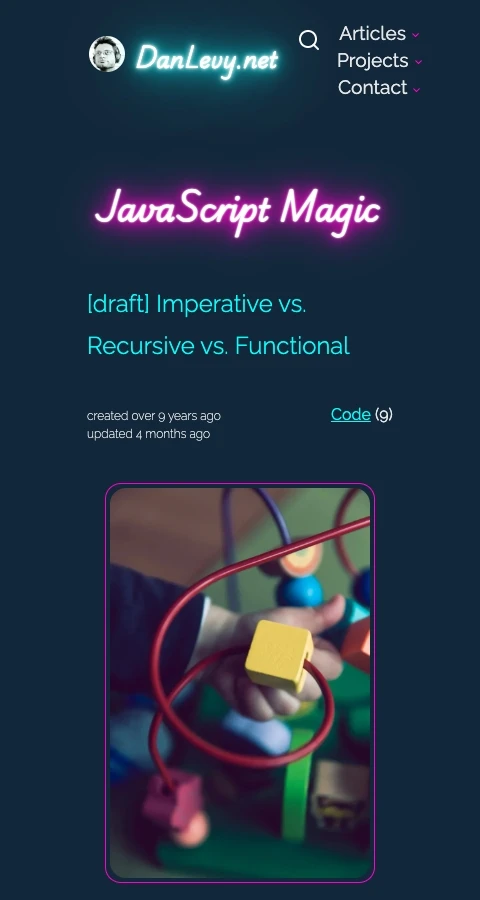 DanLevy.net
Articles
Projects
Contact
JavaScript Magic
[draft] Imperative vs.
Recursive vs. Functional
created over 9 years ago
updated 4 months ago
Code (9)